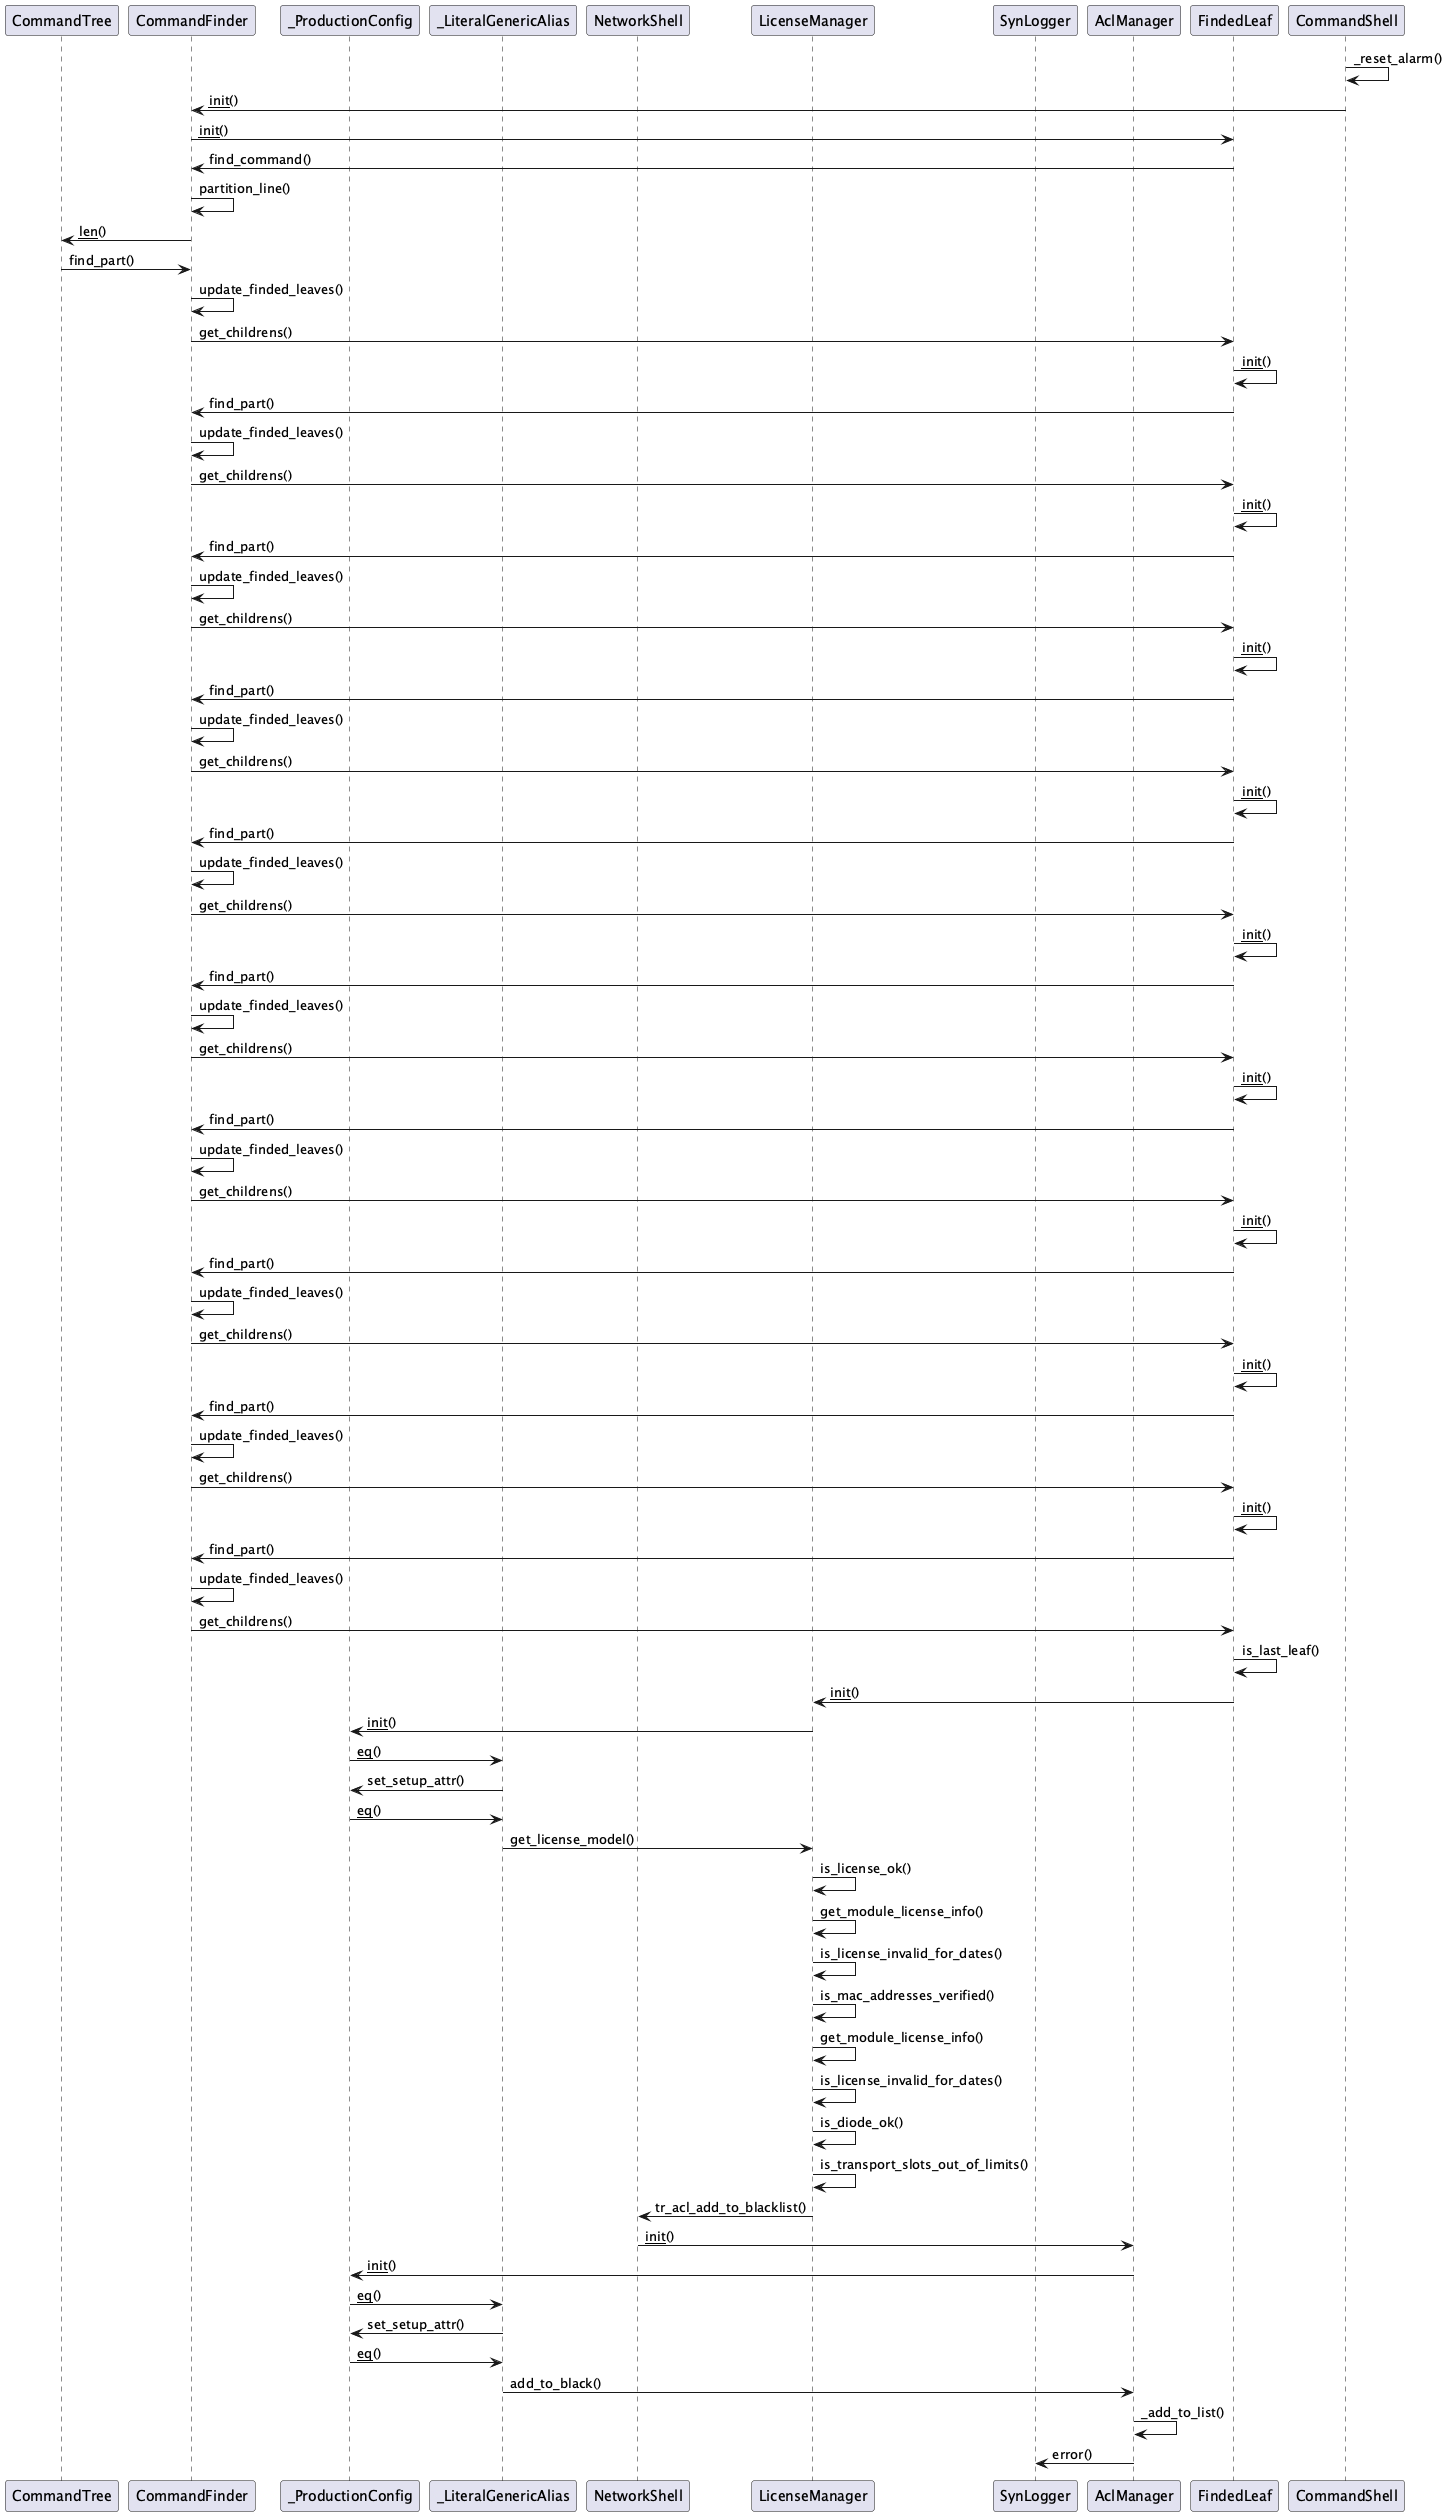 CommandTree CommandFinder _ProductionConfig _LiteralGenericAlias NetworkShell LicenseManager SynLogger AclManager FindedLeaf CommandShell
_reset_alarm()
init()
init()
find_command()
partition_line()
len()
find_part()
update_finded_leaves()
get_childrens()
init()
find_part()
update_finded_leaves()
get_childrens()
init()
find_part()
update_finded_leaves()
get_childrens()
init()
find_part()
update_finded_leaves()
get_childrens()
init()
find_part()
update_finded_leaves()
get_childrens()
init()
find_part()
update_finded_leaves()
get_childrens()
init()
find_part()
update_finded_leaves()
get_childrens()
init()
find_part()
update_finded_leaves()
get_childrens()
init()
find_part()
update_finded_leaves()
get_childrens()
init()
find_part()
update_finded_leaves()
get_childrens()
is_last_leaf()
init()
init()
eq()
set_setup_attr()
eq()
get_license_model()
is_license_ok()
get_module_license_info()
is_license_invalid_for_dates()
is_mac_addresses_verified()
get_module_license_info()
is_license_invalid_for_dates()
is_diode_ok()
is_transport_slots_out_of_limits()
tr_acl_add_to_blacklist()
init()
init()
eq()
set_setup_attr()
eq()
add_to_black()
_add_to_list()
error()
CommandTree CommandFinder _ProductionConfig _LiteralGenericAlias NetworkShell LicenseManager SynLogger AclManager FindedLeaf CommandShell